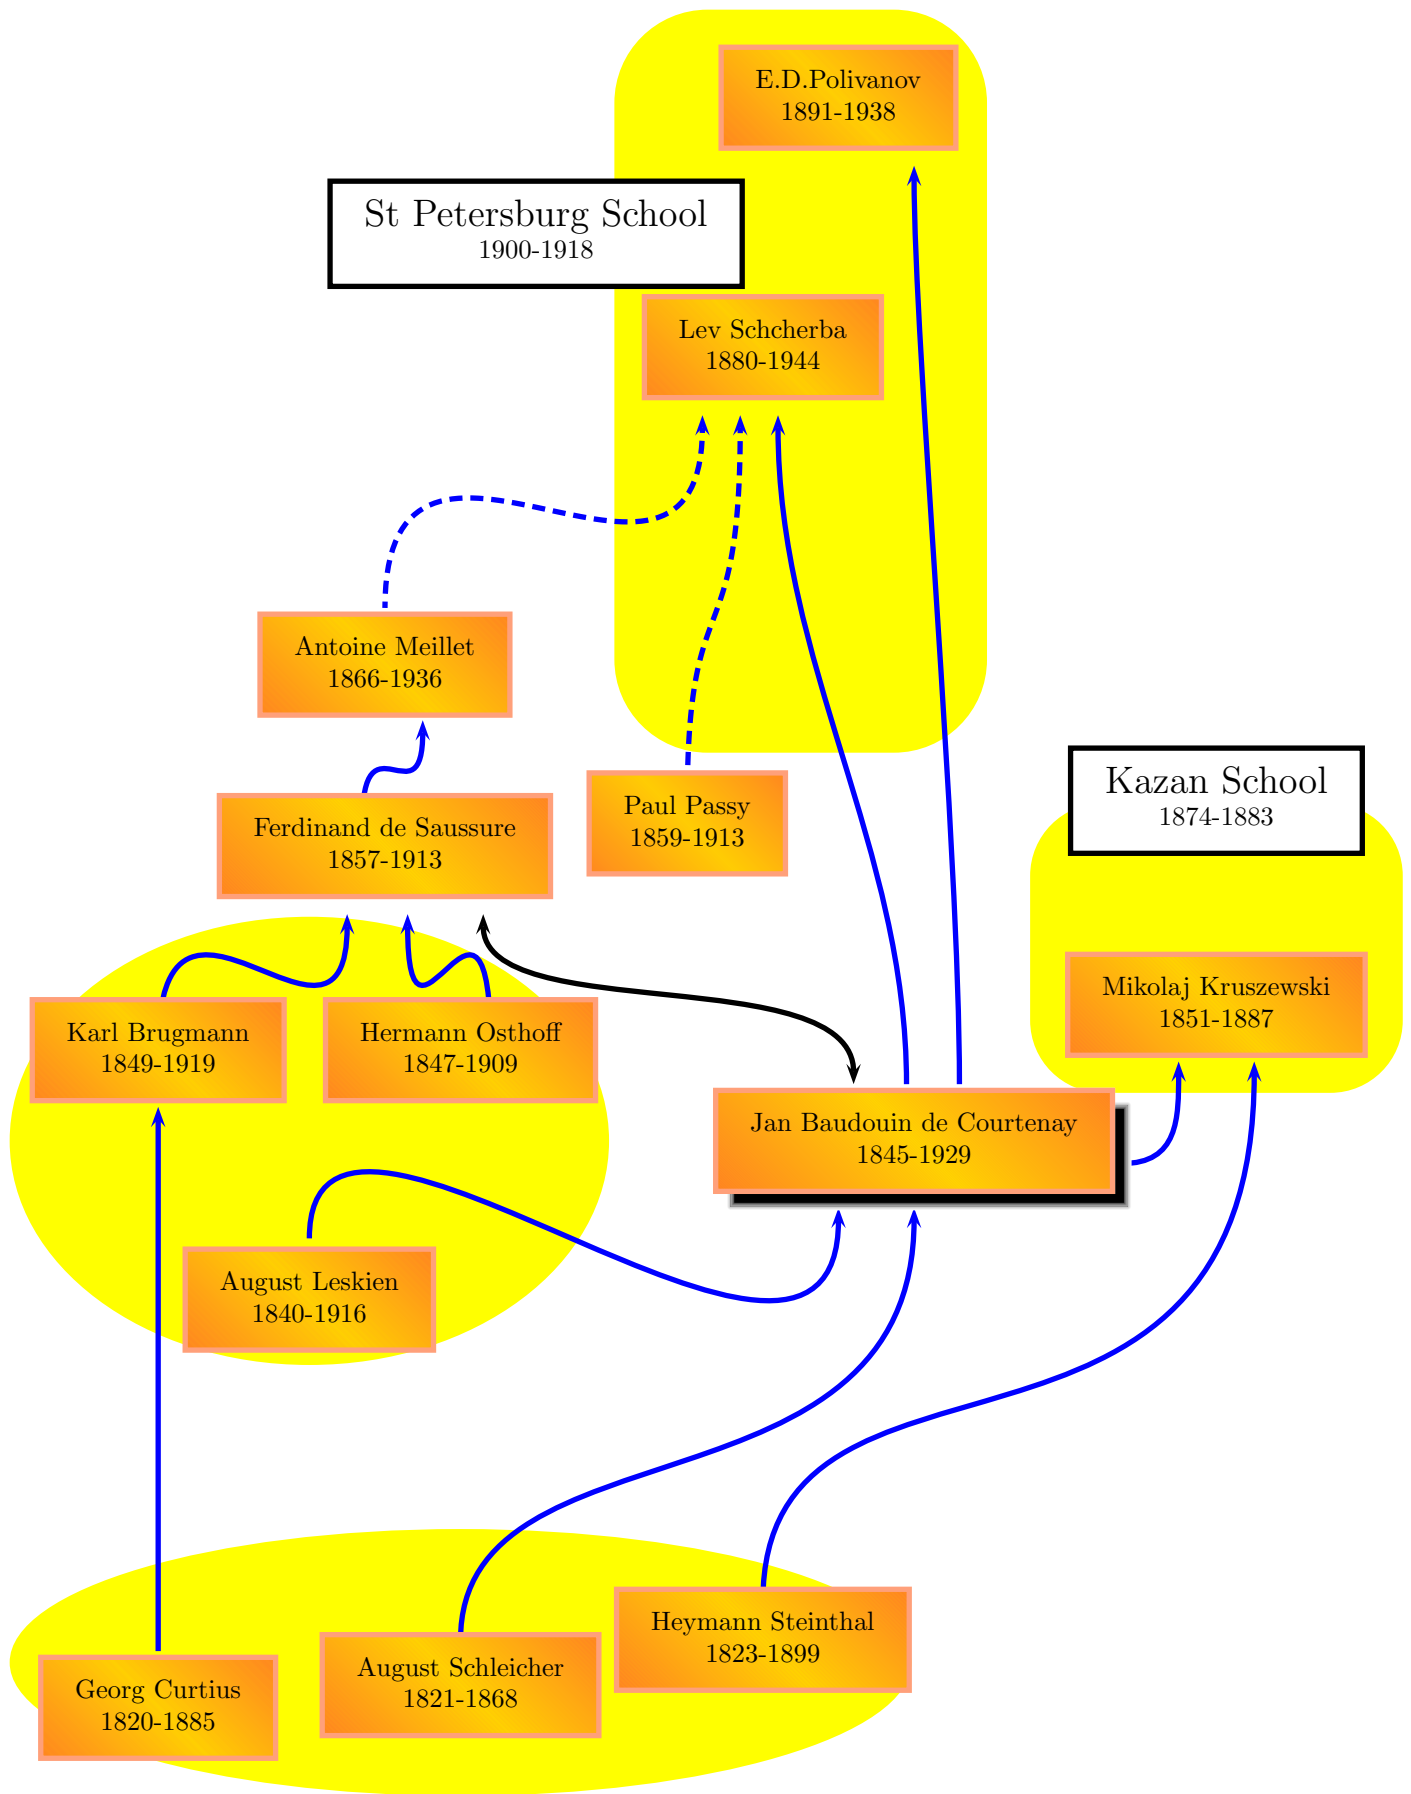 E.D.Polivanov
1891-1938
St Petersburg School
1900-1918
Lev Schcherba
1880-1944
Antoine Meillet
1866-1936
Ferdinand de Saussure
1857-1913
Paul Passy
1859-1913
Kazan School
1874-1883
Mikolaj Kruszewski
1851-1887
Karl Brugmann
1849-1919
Hermann Osthoff
1847-1909
Jan Baudouin de Courtenay
1845-1929
August Leskien
1840-1916
Heymann Steinthal
1823-1899
August Schleicher
1821-1868
Georg Curtius
1820-1885